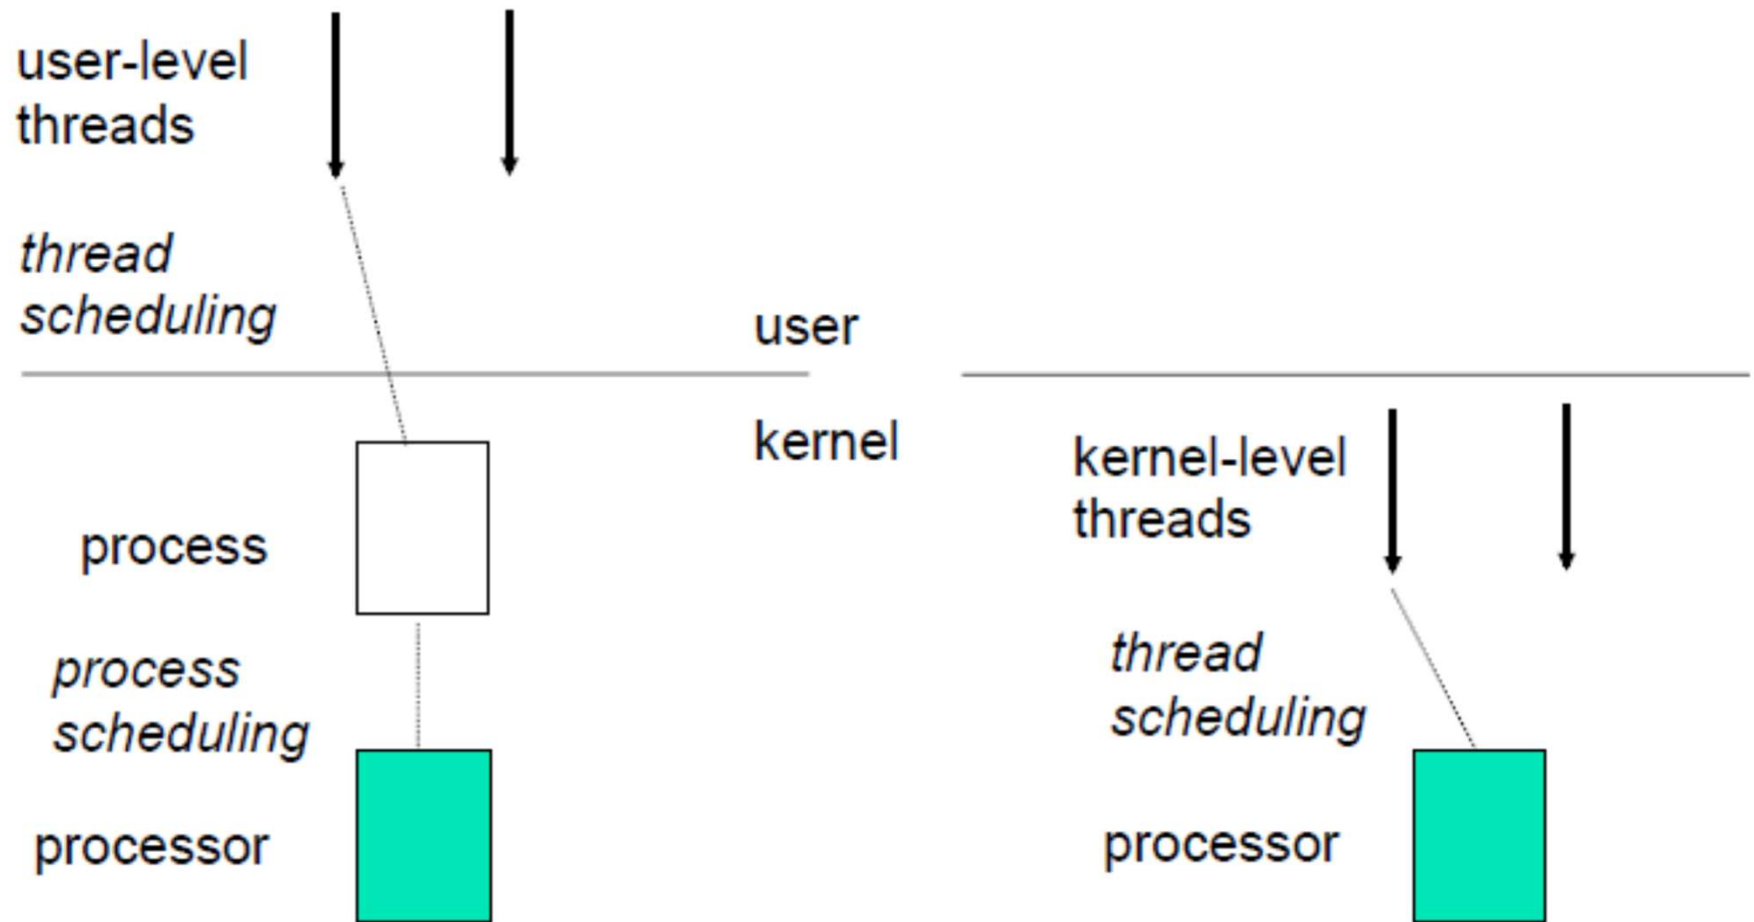 user-level
threads
thread
scheduling
user
kernel
process
process
scheduling
processor
kernel-level
threads
thread
scheduling
processor